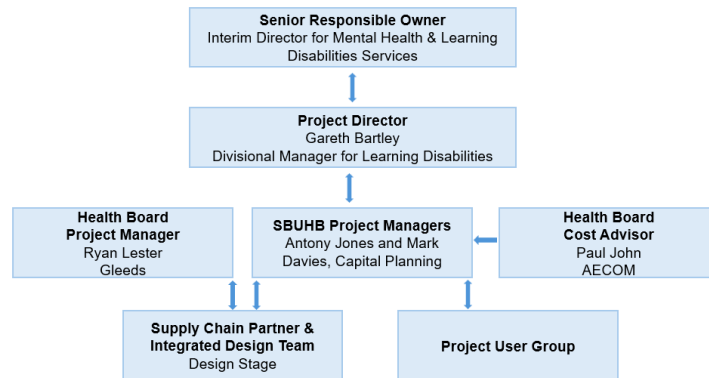 Senior Responsible Owner
Interim Director for Mental Health & Learning
Disabilities Services
Project Director
Gareth Bartley
Divisional Manager for Learning Disabilities
Health Board
Project Manager
Ryan Lester
Gleeds
SBUHB Project Managers
Antony Jones and Mark
Davies, Capital Planning
Health Board
Cost Advisor
Paul John
AECOM
Supply Chain Partner &
Integrated Design Team
Design Stage
Project User Group